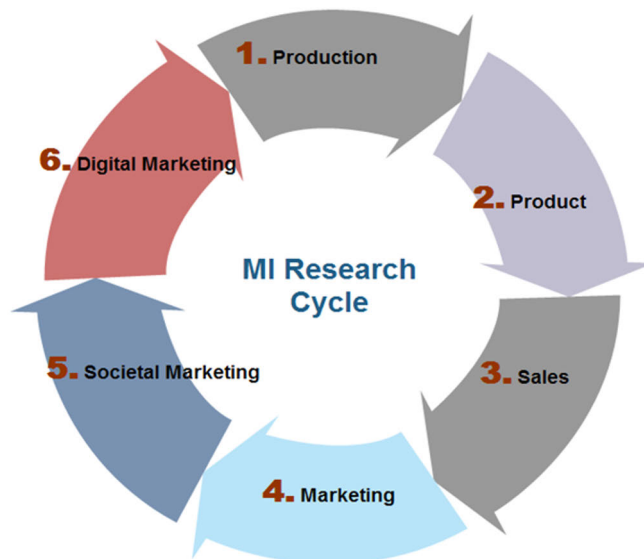 1. Production
2. Product
3. Sales
4. Marketing
5. Societal Marketing
6. Digital Marketing
MI Research
Cycle